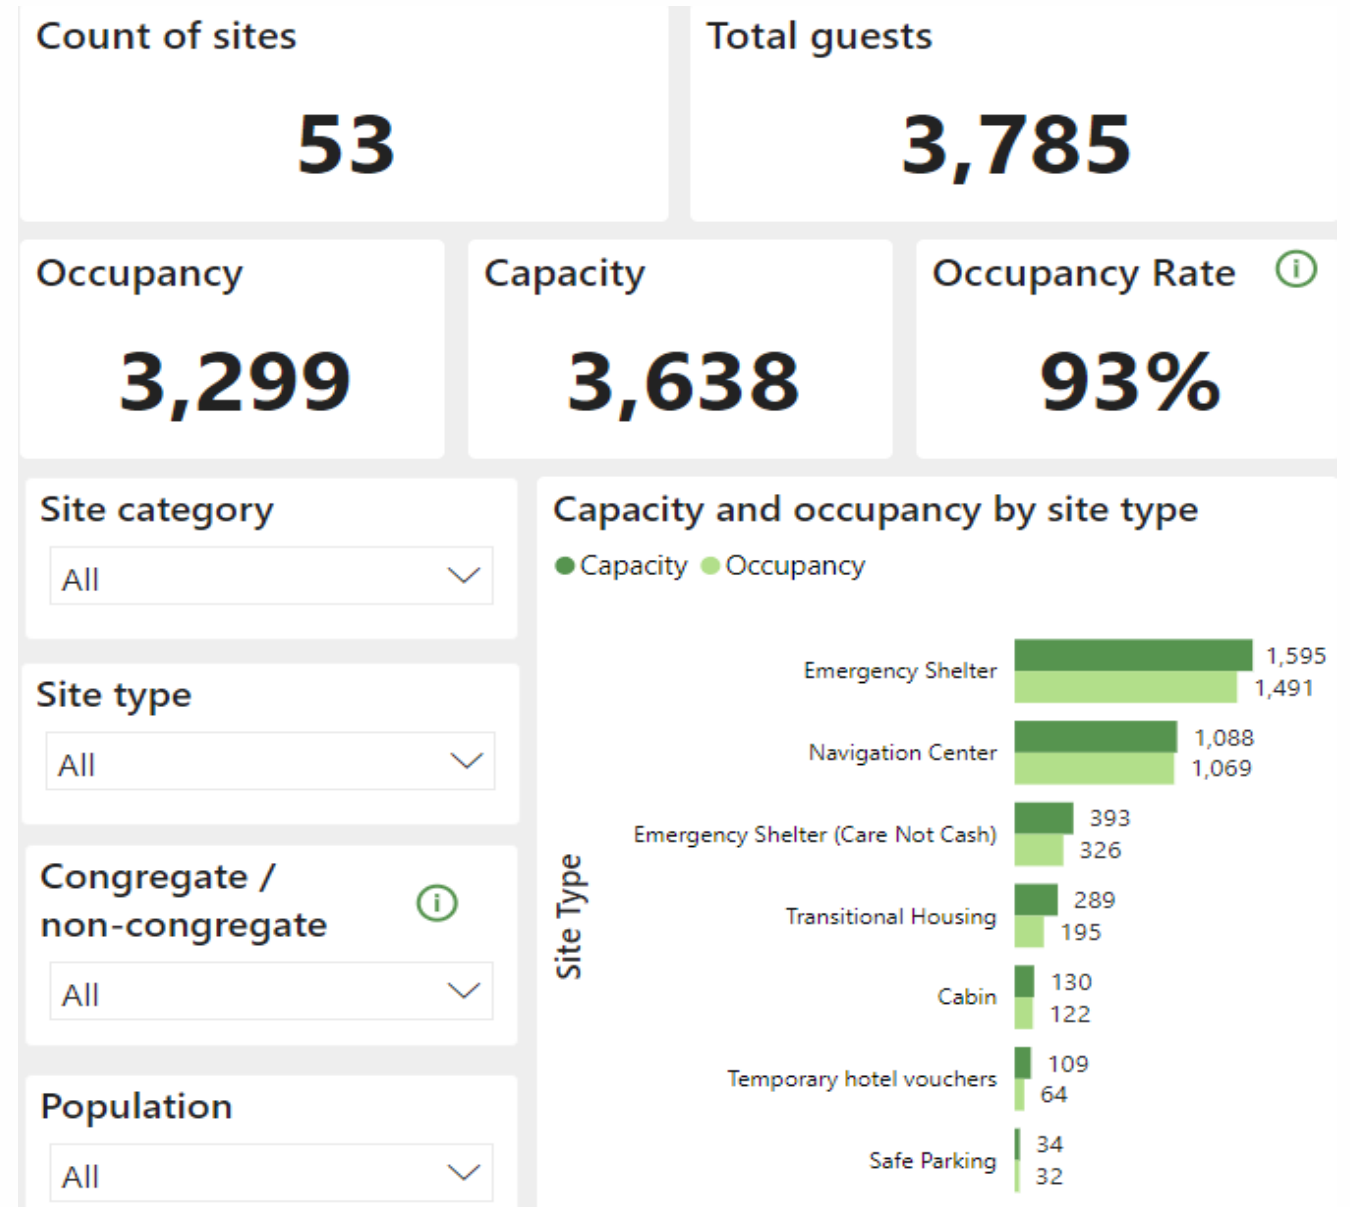 Count of sites
53
Total guests
3,785
Occupancy
3,299
Capacity
3,638
Occupancy Rate
93%
Site category
All
Site type
All
Congregate /
non-congregate
All
Population
All
Capacity and occupancy by site type
Capacity Occupancy
Site Type
Emergency Shelter
1,595
1,491
Navigation Center
1,088
1,069
Emergency Shelter (Care Not Cash)
393
326
Transitional Housing
289
195
Cabin
130
122
Temporary hotel vouchers
109
64
Safe Parking
34
32